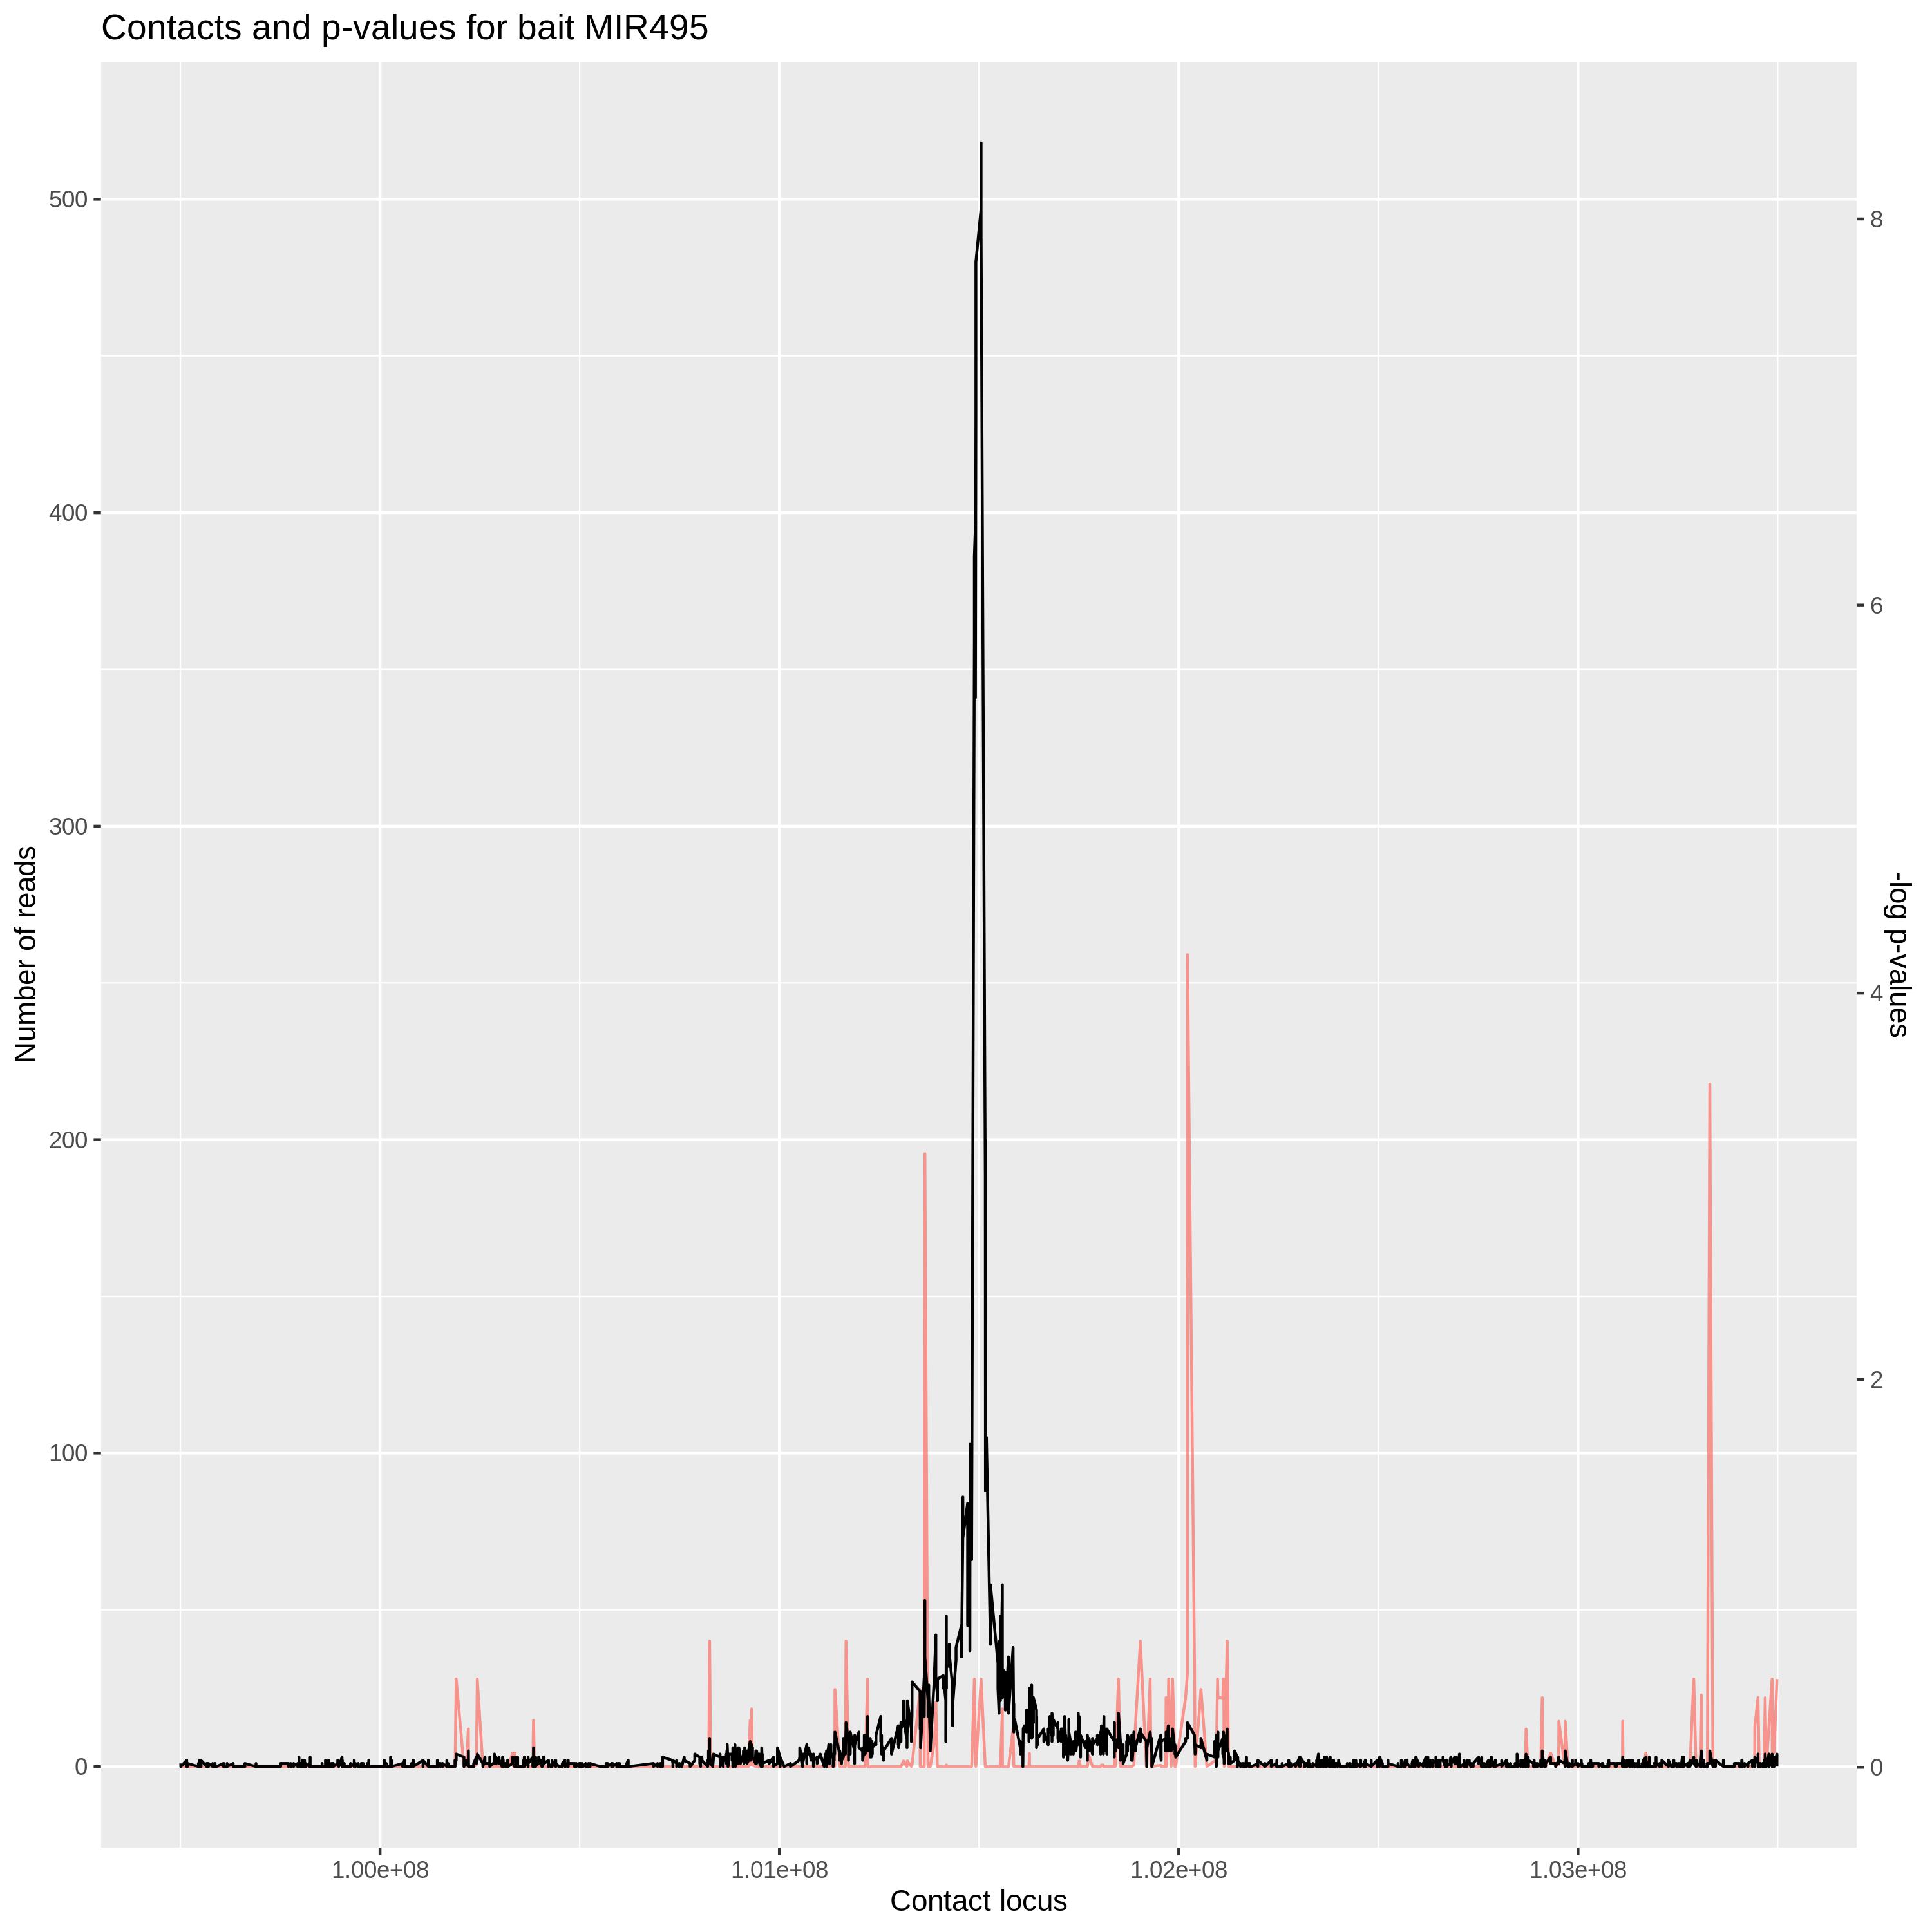 Contacts and p-values for bait MIR495
500
400
300
200
100
0
Number of reads
8
6
4
2
0
-log p-values
1.00e+08
1.01e+08
1.02e+08
1.03e+08
Contact locus